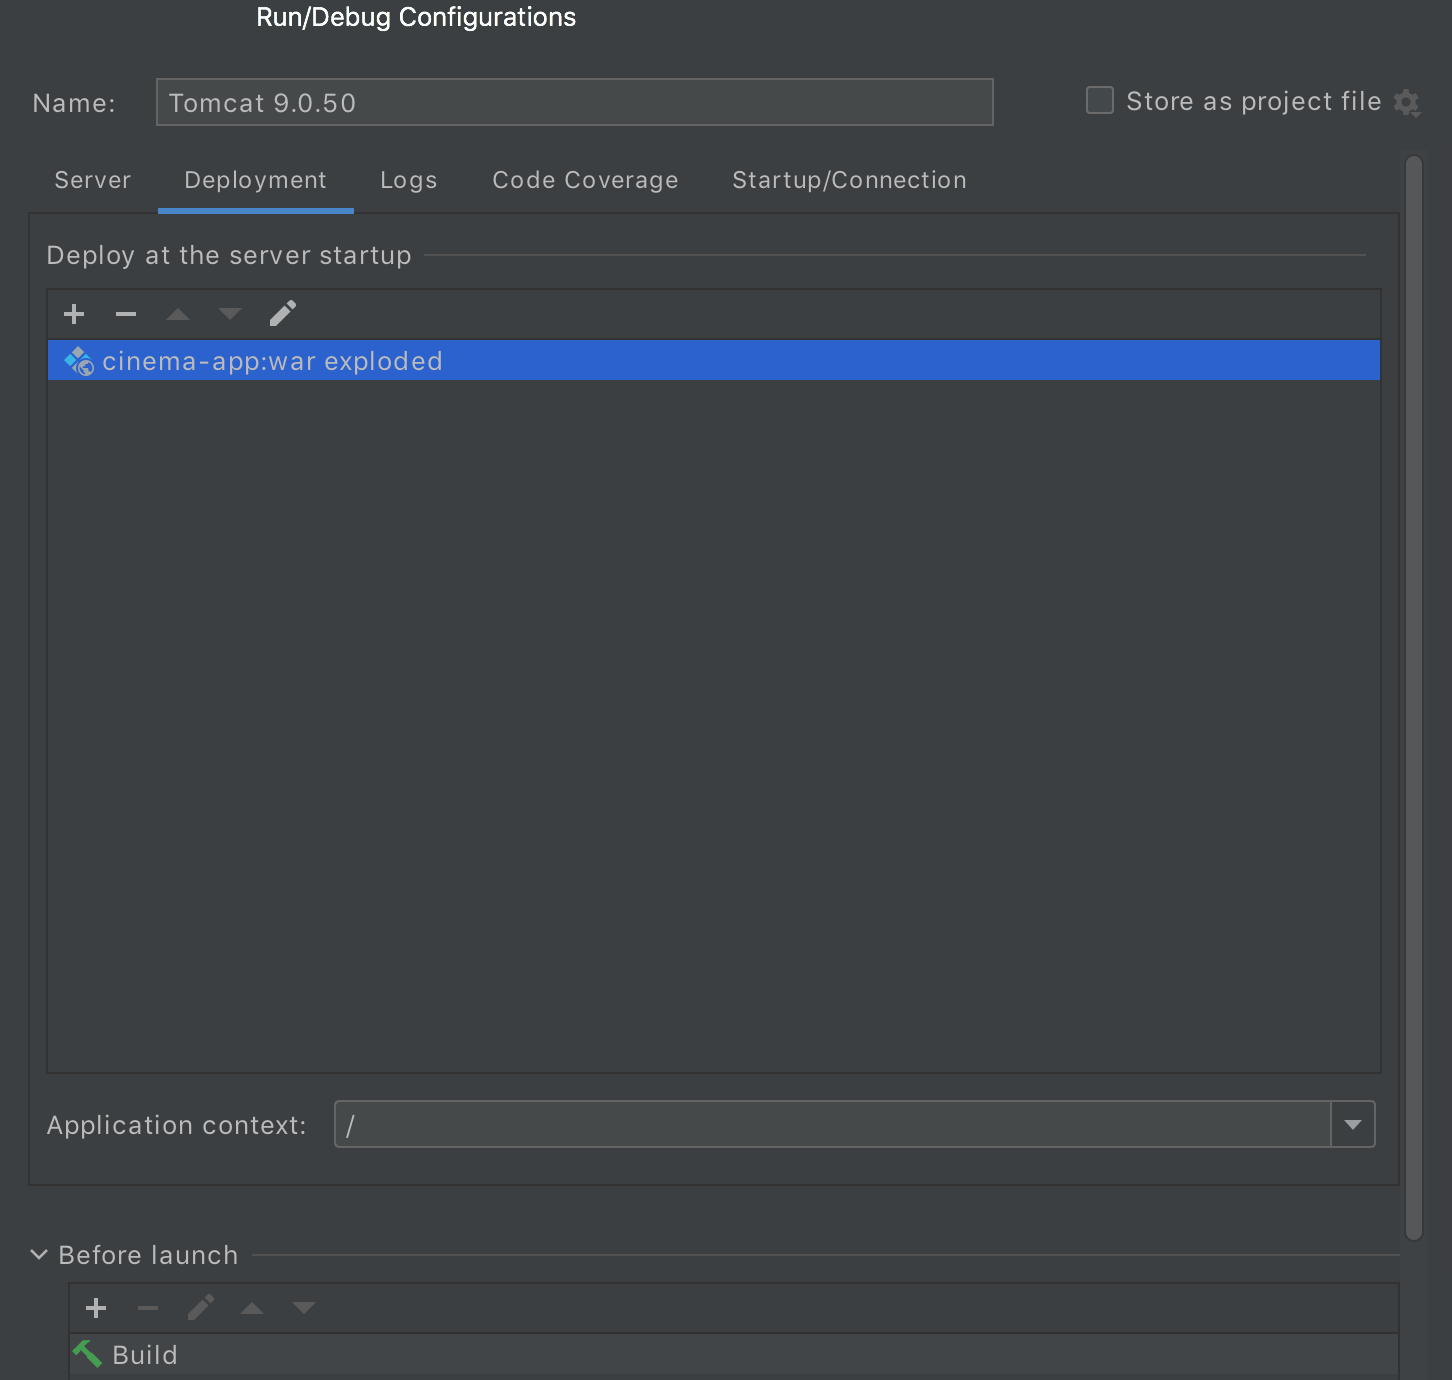 Run/Debug Configurations
Name: Tomcat 9.0.50 Store as project file
Server Deployment Logs Code Coverage Startup/Connection
Deploy at the server startup
cinema-app:war exploded
Application context: /
Before launch
Build